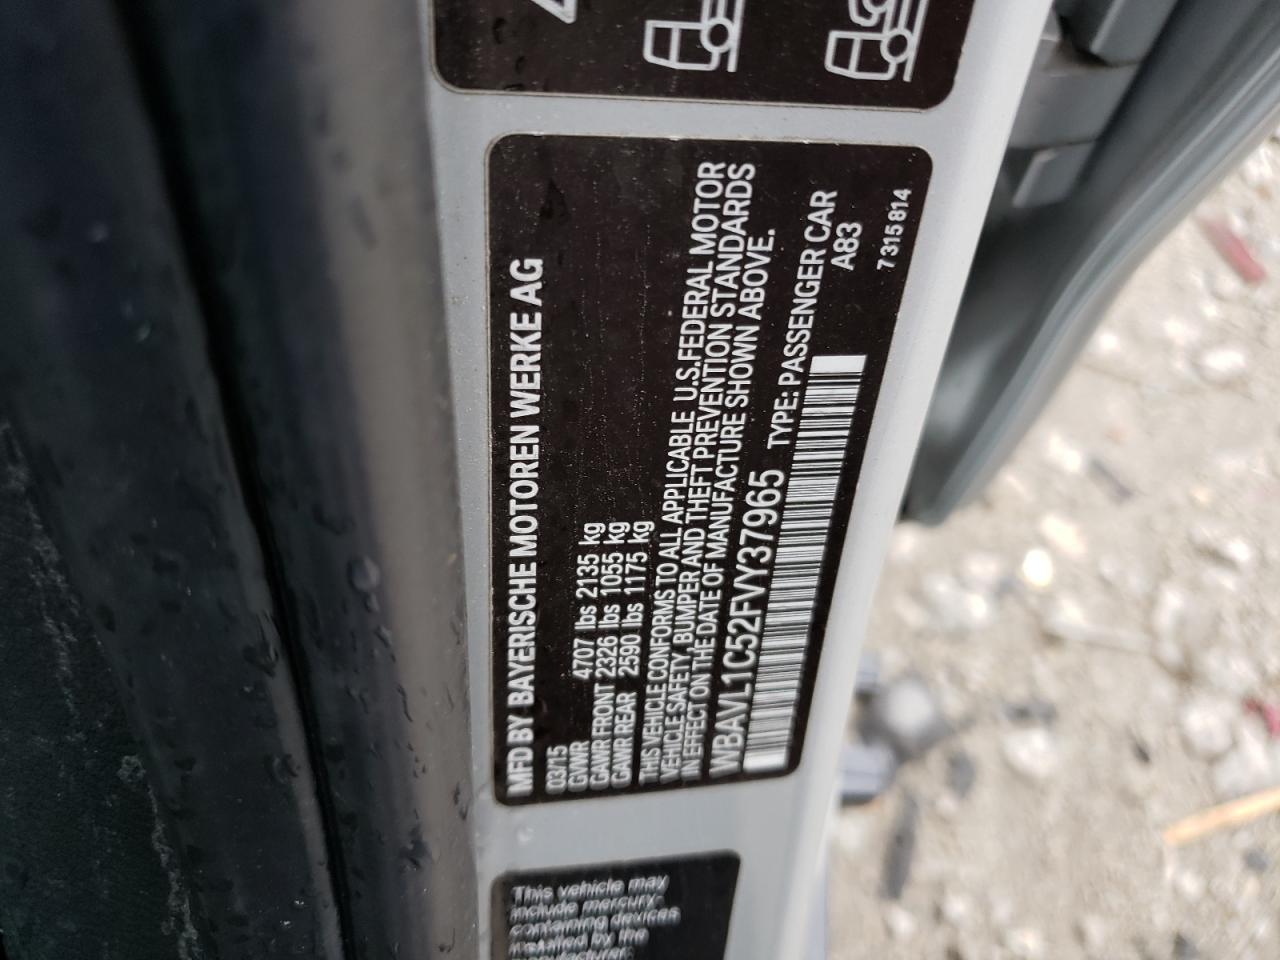 MFD BY BAYERISCHE MOTOREN WERKE AG
03/15
GVWR 4707 lbs 2135 kg
GAWR FRONT 2326 lbs 1055 kg
GAWR REAR 2590 lbs 1175 kg
THIS VEHICLE CONFORMS TO ALL APPLICABLE U.S.FEDERAL MOTOR
VEHICLE SAFETY, BUMPER AND THEFT PREVENTION STANDARDS
IN EFFECT ON THE DATE OF MANUFACTURE SHOWN ABOVE.
WBAVL1C52FVY37965 TYPE: PASSENGER CAR
A83
7 315 814
This vehicle may
include mercury-
containing devices
installed by the
manufacturer: